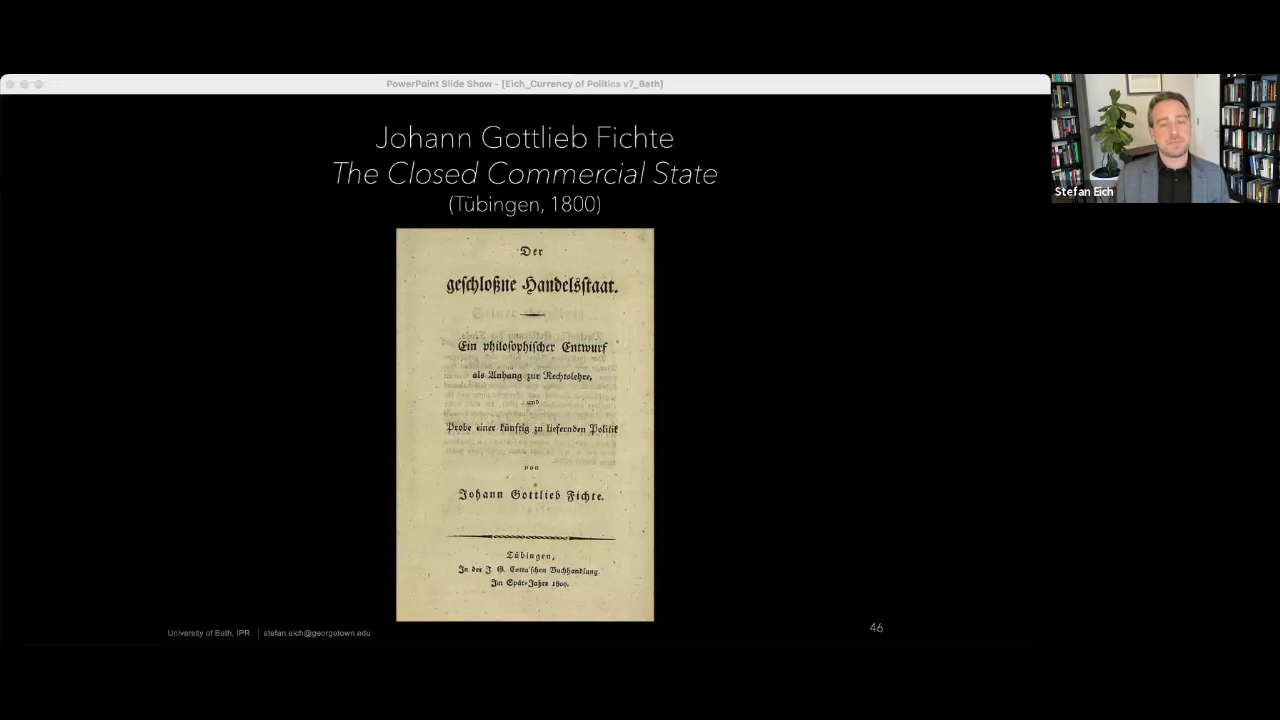 PowerPoint Slide Show - [Eich_Currency of Politics v7_Bath]
Johann Gottlieb Fichte
The Closed Commercial State
(Tübingen, 1800)
Der
geſchloßne Handelsſtaat.
Ein philoſophiſcher Entwurf
als Anhang zur Rechtslehre,
und
Probe einer künftig zu liefernden Politik
von
Johann Gottlieb Fichte.
Tübingen,
In der J. G. Cotta'ſchen Buchhandlung.
Im Spät-Jahre 1800.
University of Bath, IPR | stefan.eich@georgetown.edu
46
Stefan Eich